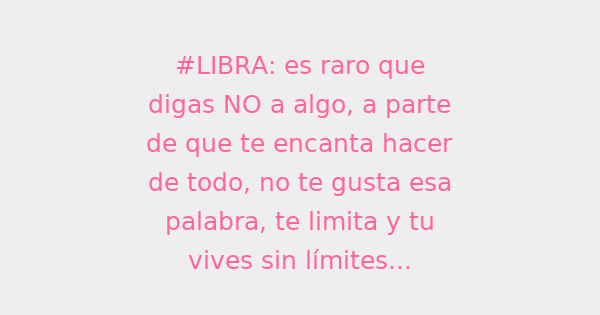 #LIBRA: es raro que
digas NO a algo, a parte
de que te encanta hacer
de todo, no te gusta esa
palabra, te limita y tu
vives sin límites...